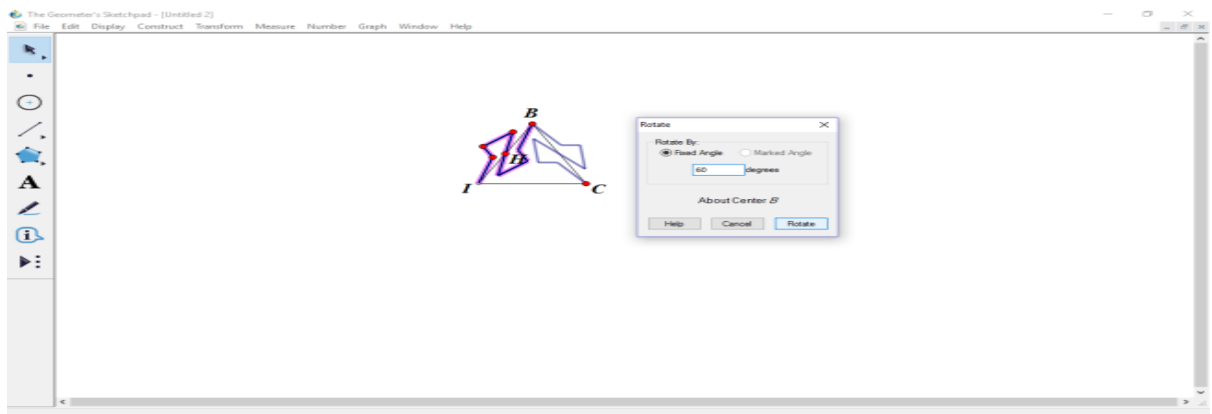 The Geometer's Sketchpad - [Untitled 2]
File Edit Display Construct Transform Measure Number Graph Window Help
A
B
H
I
C
Rotate
Rotate By:
Fixed Angle Marked Angle
60 degrees
About Center B
Help Cancel Rotate